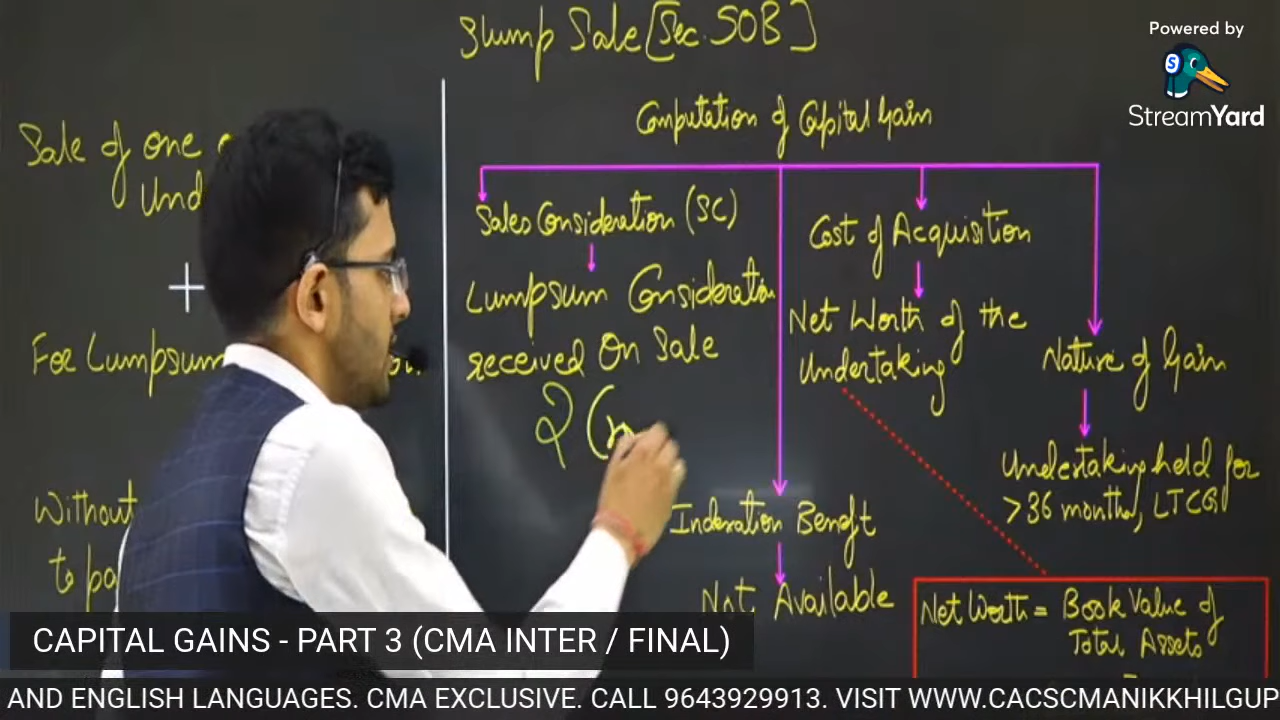 Slump Sale [Sec. 50B]
Powered by
StreamYard
Computation of Capital Gain
Sale of one
+
For Lumpsum
Without
Sales Consideration (SC)
Lumpsum Consideration
received On Sale
Cost of Acquisition
Net Worth of the
Undertaking
Nature of Gain
Undertaking held for
>36 months, LTCG
Indexation Benefit
Not Available
Net Worth = Book Value of
Total Assets
CAPITAL GAINS - PART 3 (CMA INTER / FINAL)
AND ENGLISH LANGUAGES. CMA EXCLUSIVE. CALL 9643929913. VISIT WWW.CACSCMANIKKHILGUP